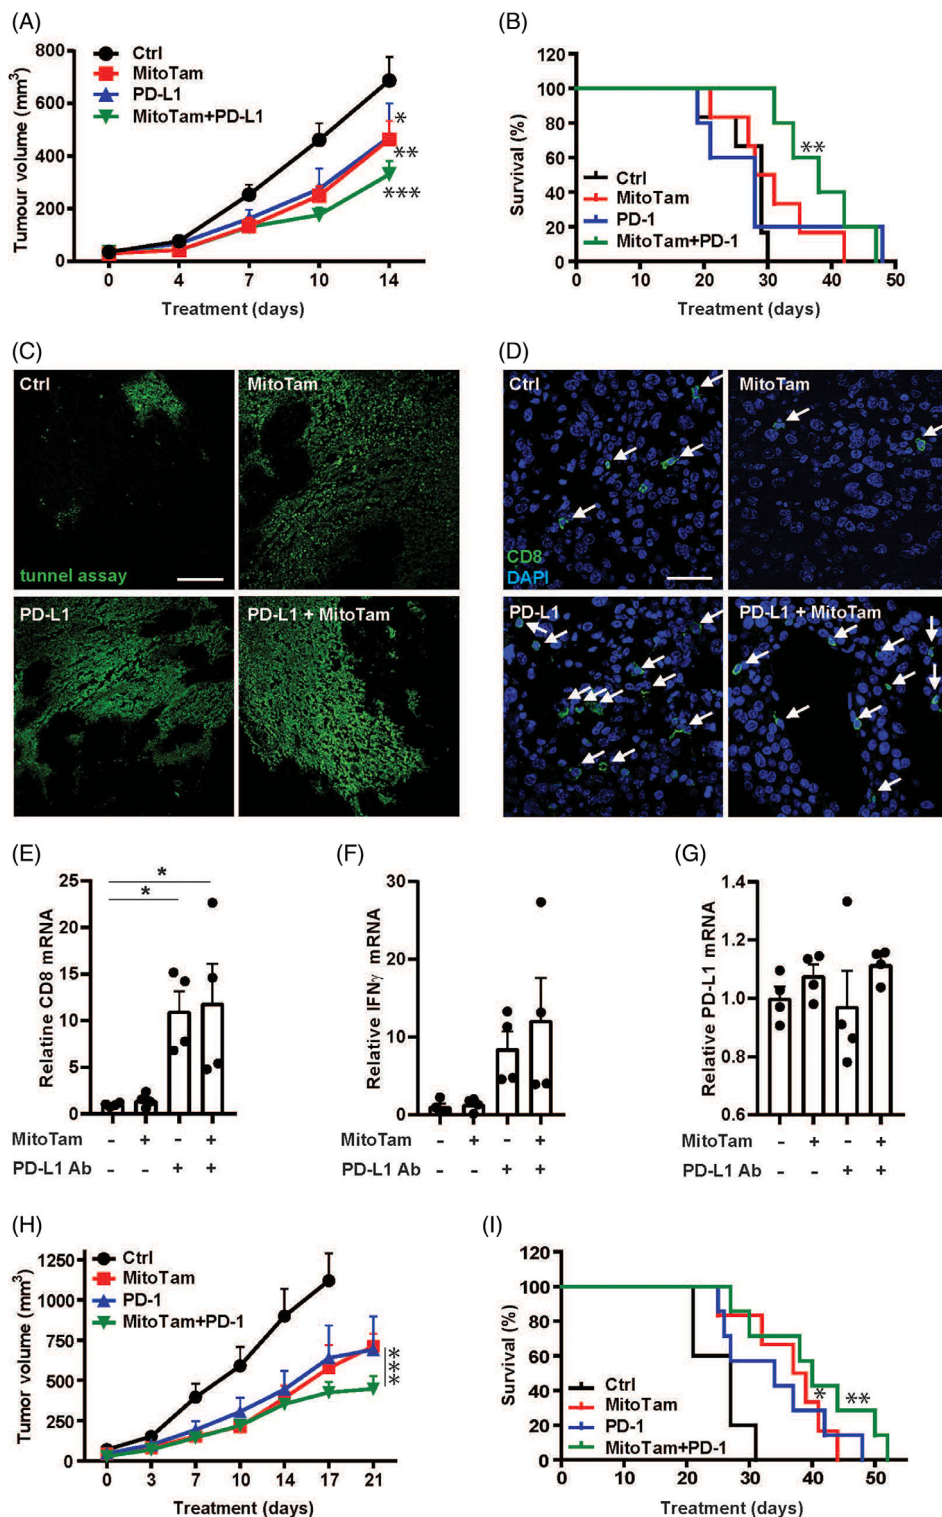 (A)
Tumour volume (mm³)
800
600
400
200
0
Ctrl
MitoTam
PD-L1
MitoTam+PD-L1
*
**
***
0 4 7 10 14
Treatment (days)
(B)
Survival (%)
120
100
80
60
40
20
0
**
Ctrl
MitoTam
PD-1
MitoTam+PD-1
0 10 20 30 40 50
Treatment (days)
(C)
Ctrl
MitoTam
tunnel assay
PD-L1
PD-L1 + MitoTam
(D)
Ctrl
MitoTam
CD8
DAPI
PD-L1
PD-L1 + MitoTam
(E)
Relatine CD8 mRNA
25
20
15
10
5
0
*
*
MitoTam - + - +
PD-L1 Ab - - + +
(F)
Relative IFNγ mRNA
30
20
10
0
MitoTam - + - +
PD-L1 Ab - - + +
(G)
Relative PD-L1 mRNA
1.4
1.2
1.0
0.8
0.6
MitoTam - + - +
PD-L1 Ab - - + +
(H)
Tumor volume (mm³)
1250
1000
750
500
250
0
Ctrl
MitoTam
PD-1
MitoTam+PD-1
***
0 3 7 10 14 17 21
Treatment (days)
(I)
Survival (%)
120
100
80
60
40
20
0
Ctrl
MitoTam
PD-1
MitoTam+PD-1
*
**
0 10 20 30 40 50
Treatment (days)